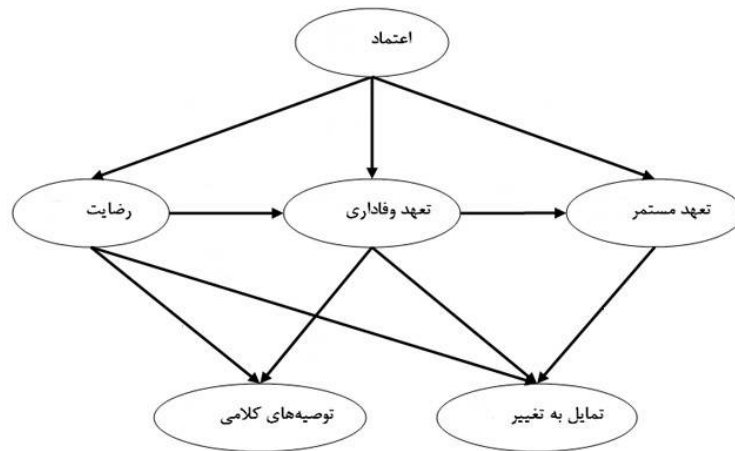 اعتماد
رضایت
تعهد وفاداری
تعهد مستمر
توصیه‌های کلامی
تمایل به تغییر